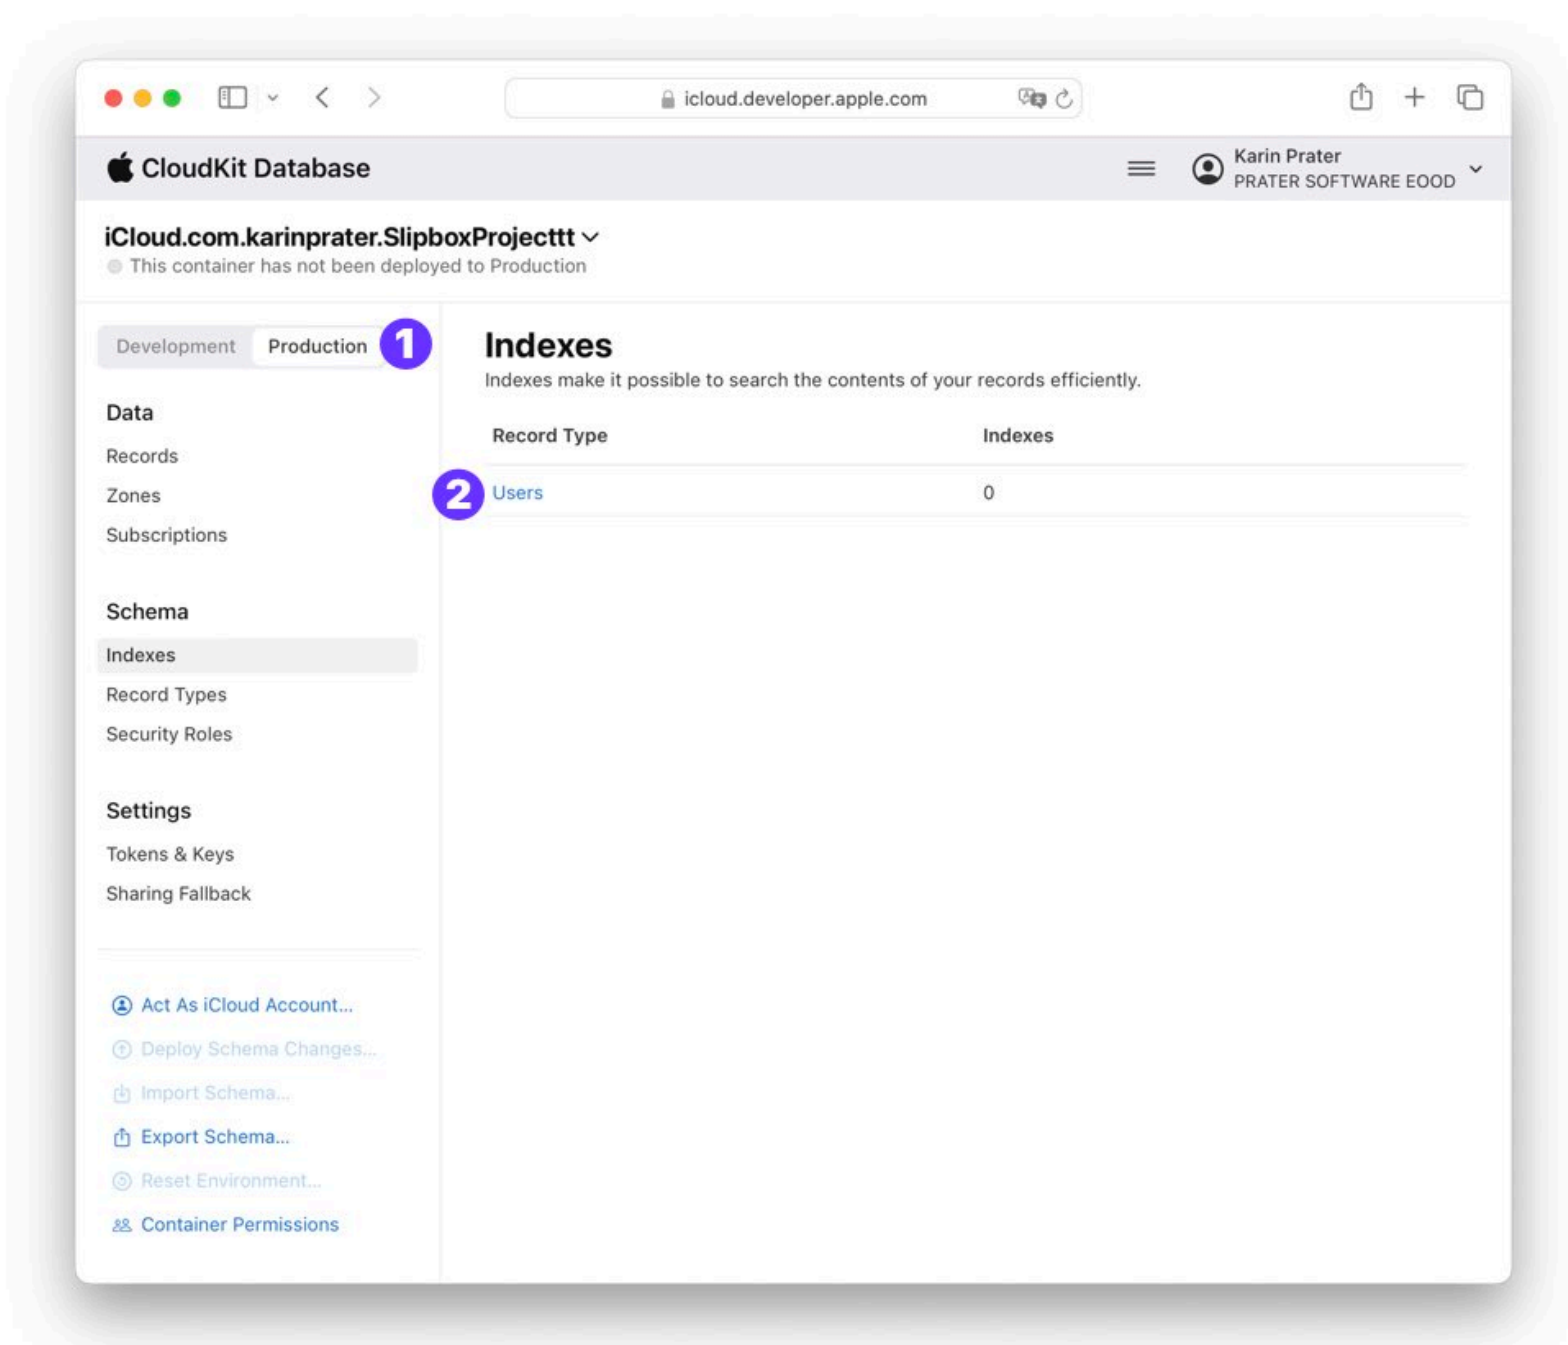 icloud.developer.apple.com
CloudKit Database
Karin Prater
PRATER SOFTWARE EOOD
iCloud.com.karinprater.SlipboxProjecttt
This container has not been deployed to Production
Development Production 1
Indexes
Indexes make it possible to search the contents of your records efficiently.
Record Type Indexes
2 Users 0
Data
Records
Zones
Subscriptions
Schema
Indexes
Record Types
Security Roles
Settings
Tokens & Keys
Sharing Fallback
Act As iCloud Account...
Deploy Schema Changes...
Import Schema...
Export Schema...
Reset Environment...
Container Permissions